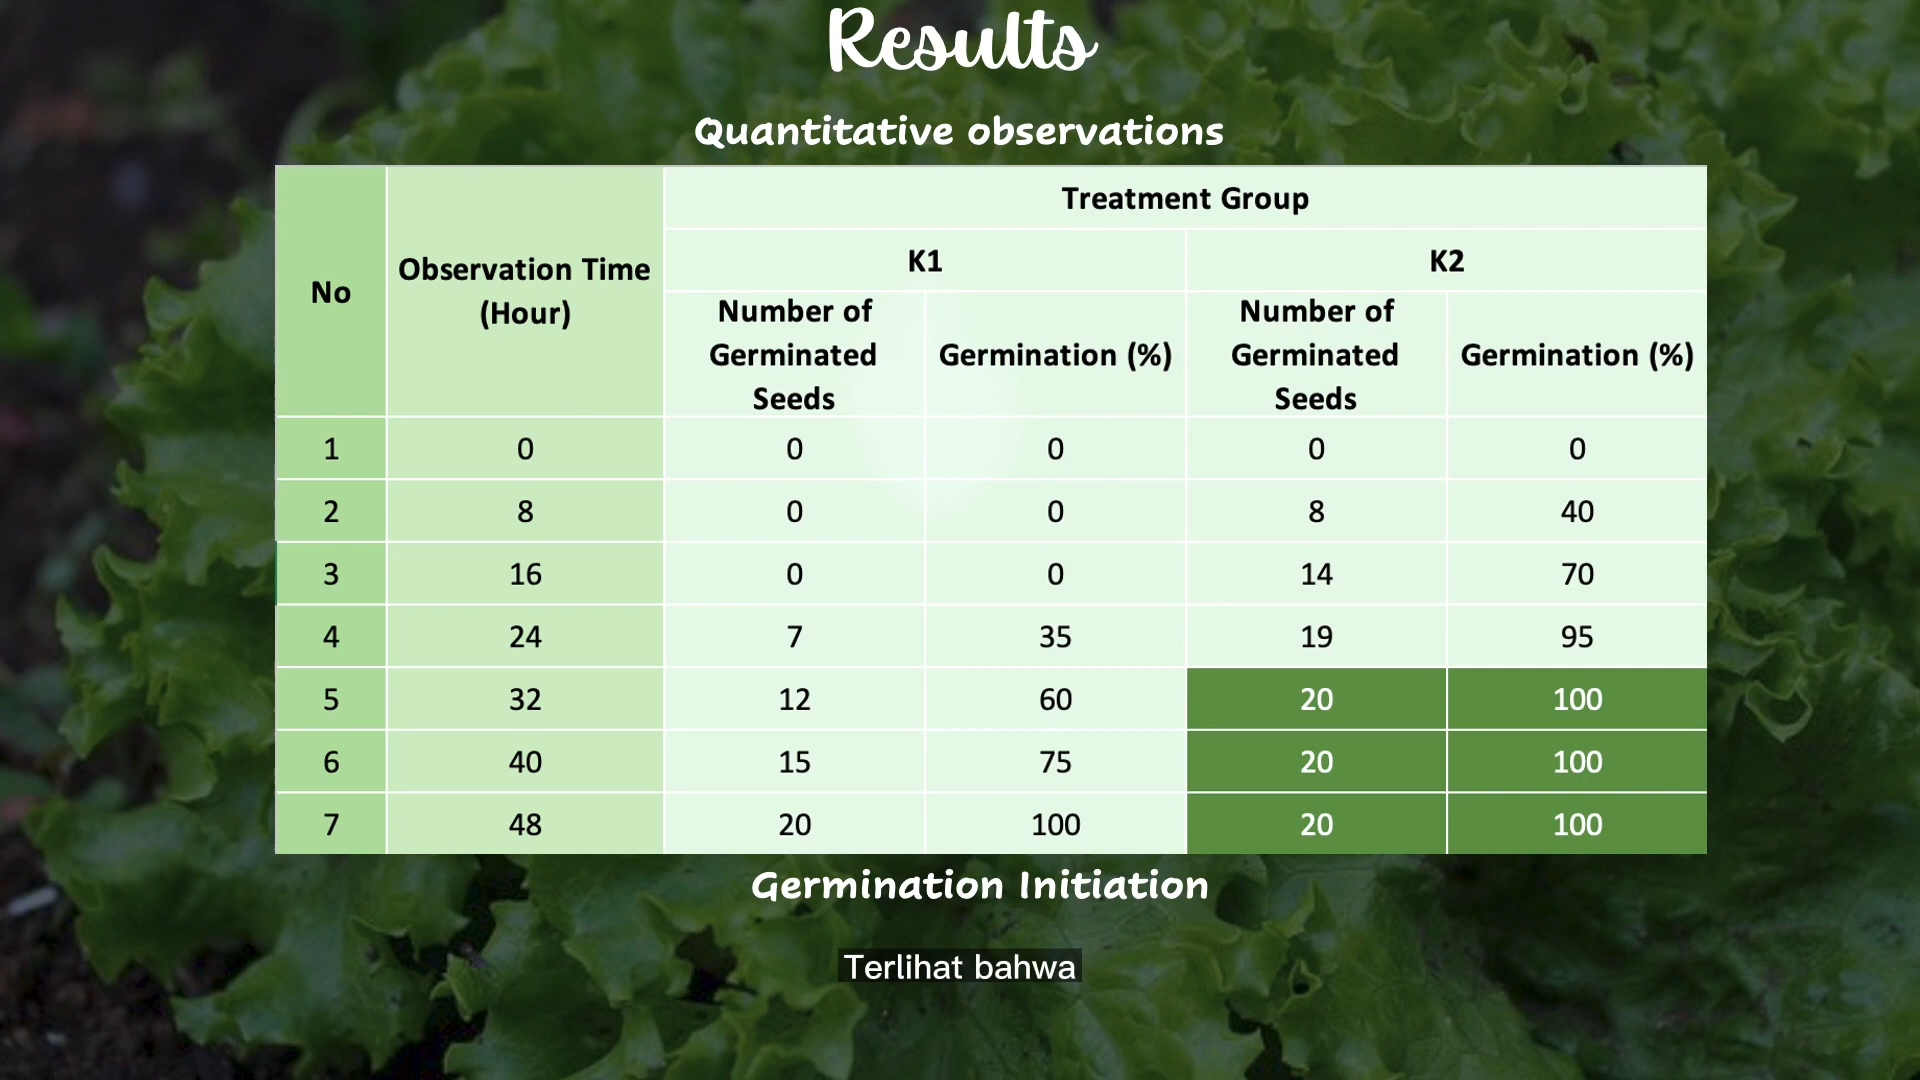 Results
Quantitative observations
No
Observation Time
(Hour)
Treatment Group
K1
K2
Number of
Germinated
Seeds
Germination (%)
Number of
Germinated
Seeds
Germination (%)
1 0 0 0 0 0
2 8 0 0 8 40
3 16 0 0 14 70
4 24 7 35 19 95
5 32 12 60 20 100
6 40 15 75 20 100
7 48 20 100 20 100
Germination Initiation
Terlihat bahwa